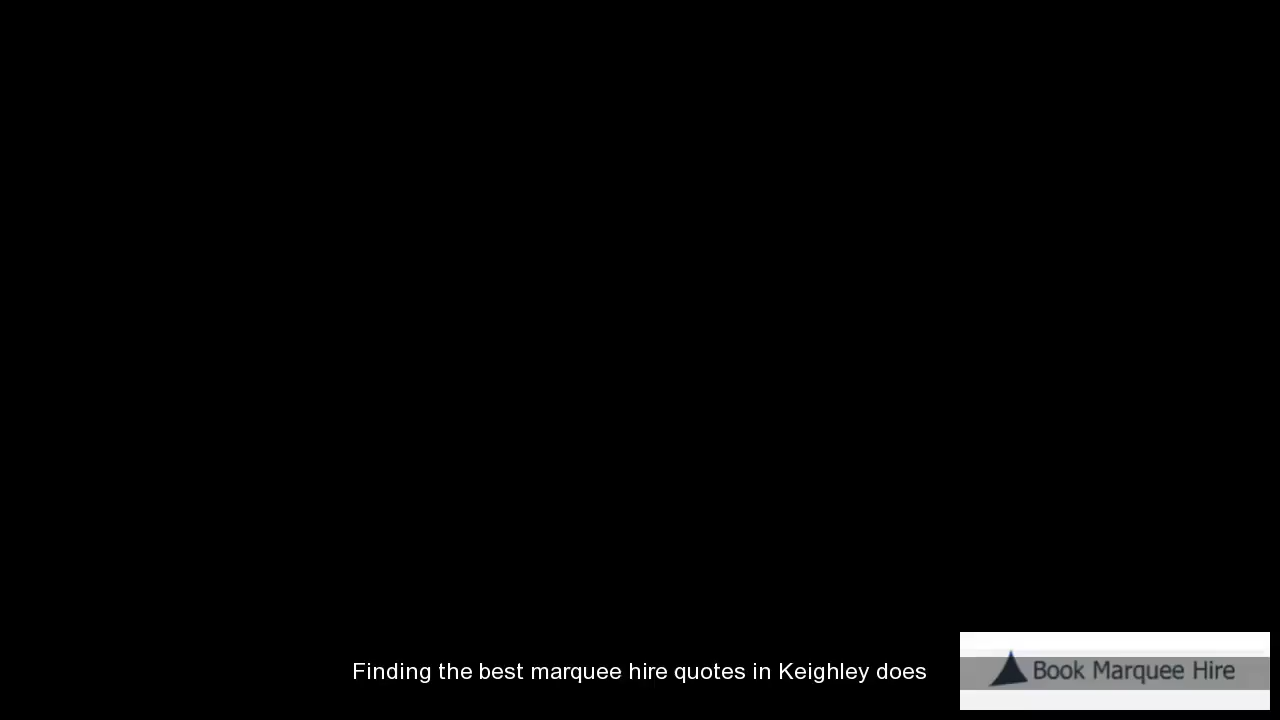 Finding the best marquee hire quotes in Keighley does
Book Marquee Hire